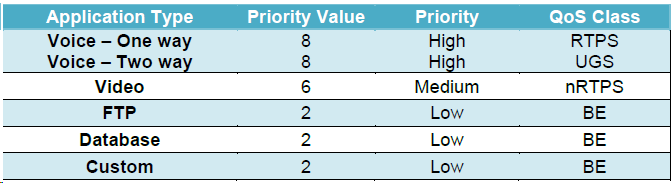 Application Type Priority Value Priority QoS Class
Voice – One way 8 High RTPS
Voice – Two way 8 High UGS
Video 6 Medium nRTPS
FTP 2 Low BE
Database 2 Low BE
Custom 2 Low BE